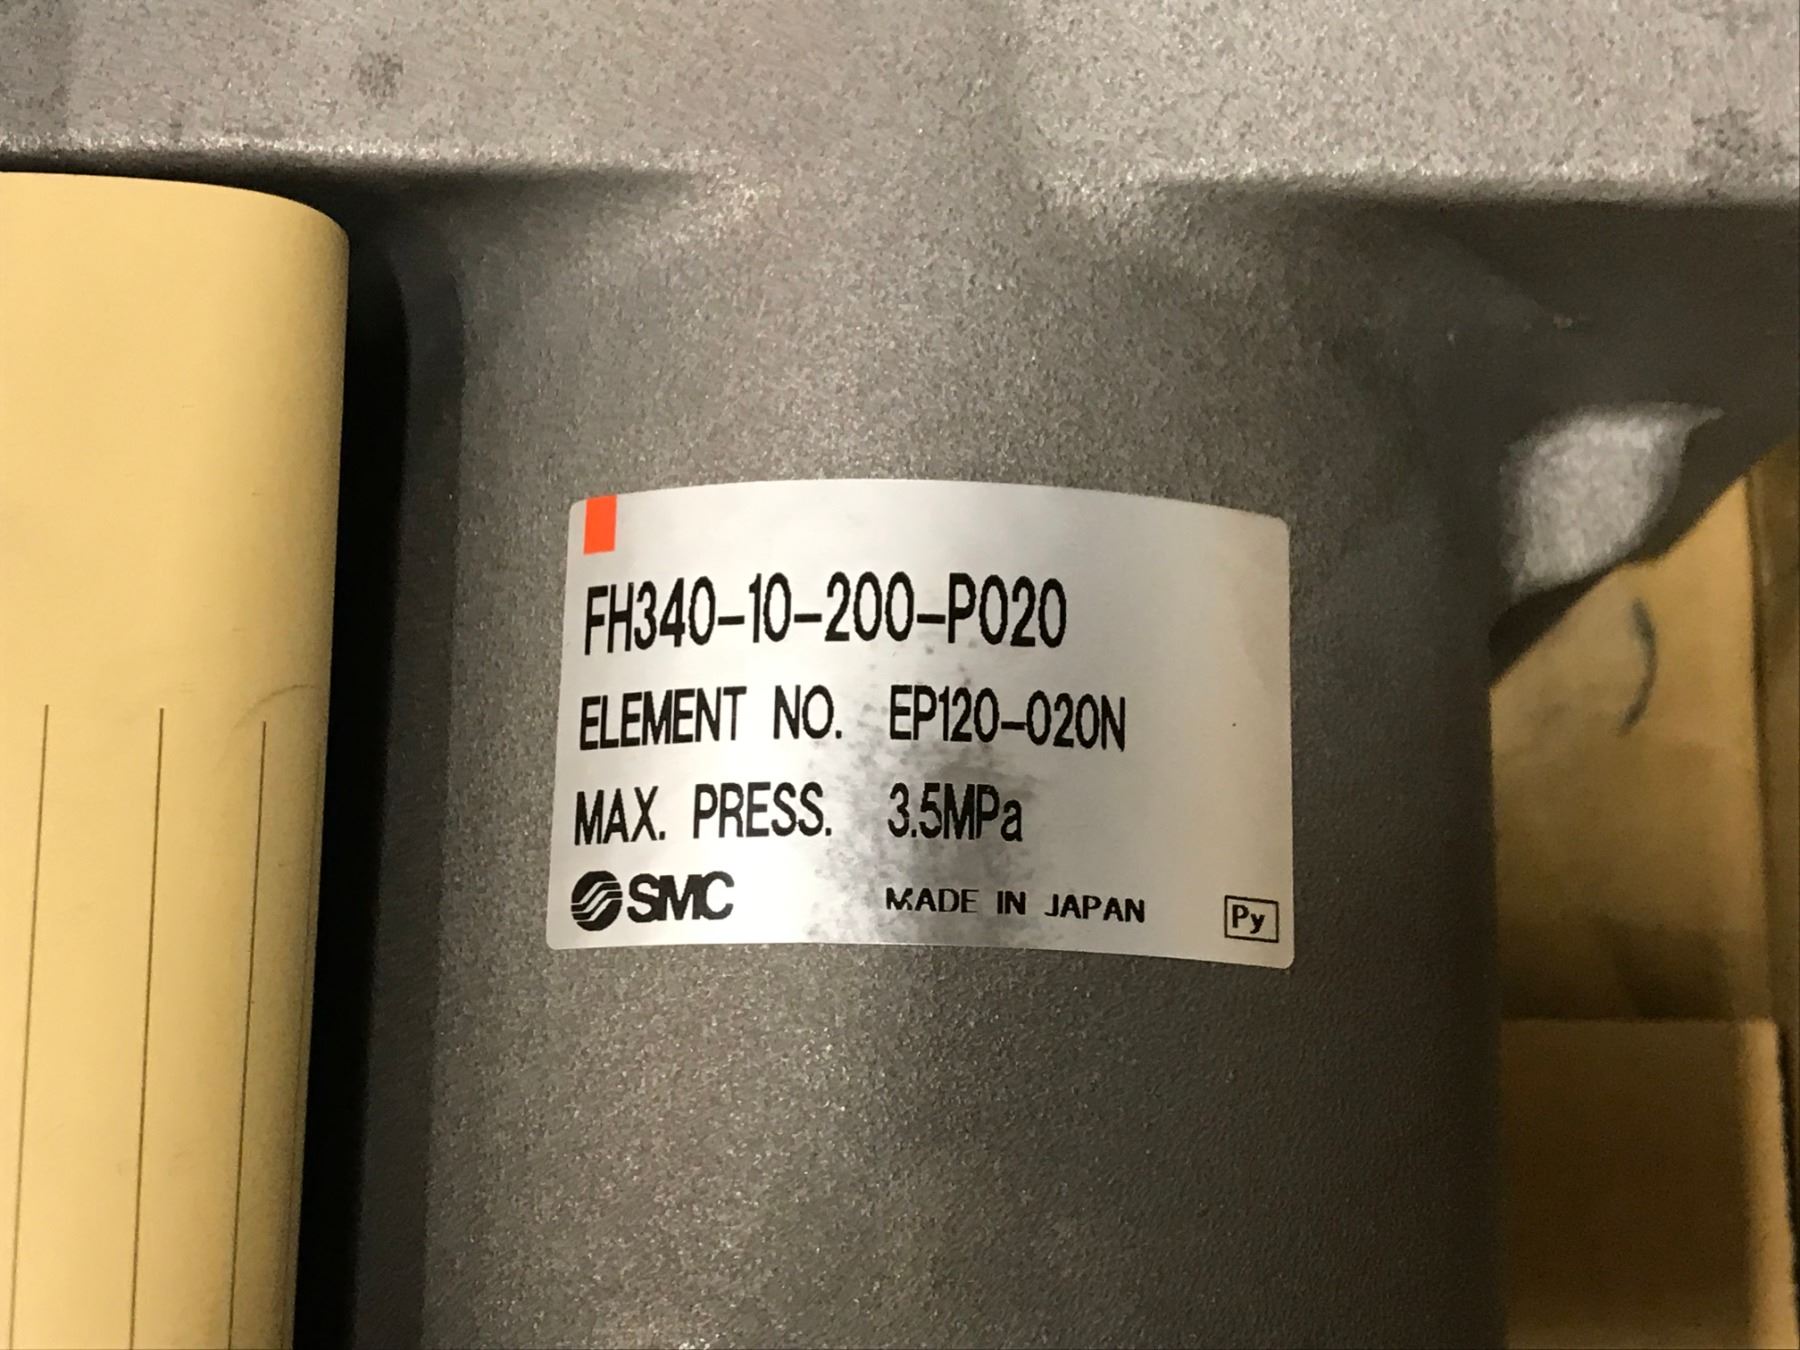 FH340-10-200-P020
ELEMENT NO. EP120-020N
MAX. PRESS. 3.5MPa
SMC MADE IN JAPAN Py